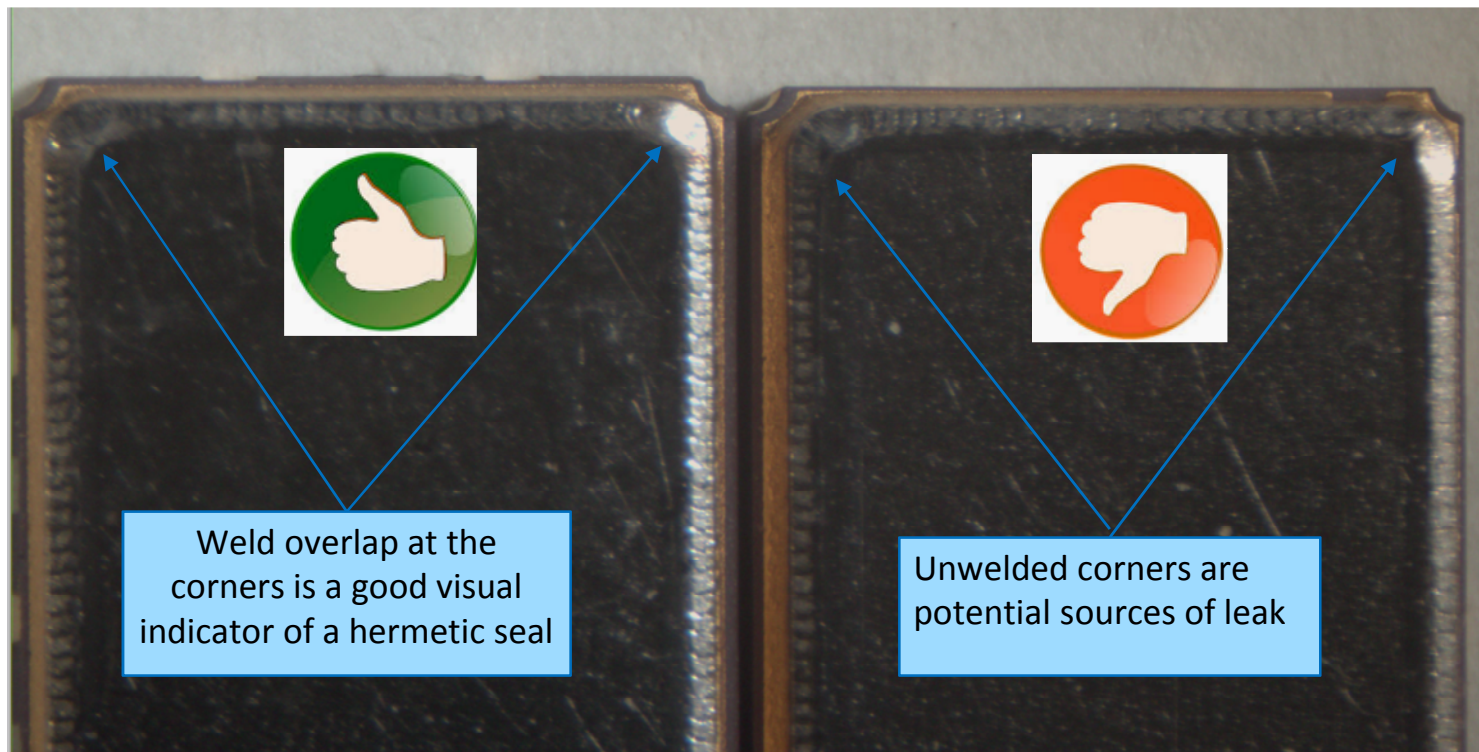 Weld overlap at the
corners is a good visual
indicator of a hermetic seal
Unwelded corners are
potential sources of leak